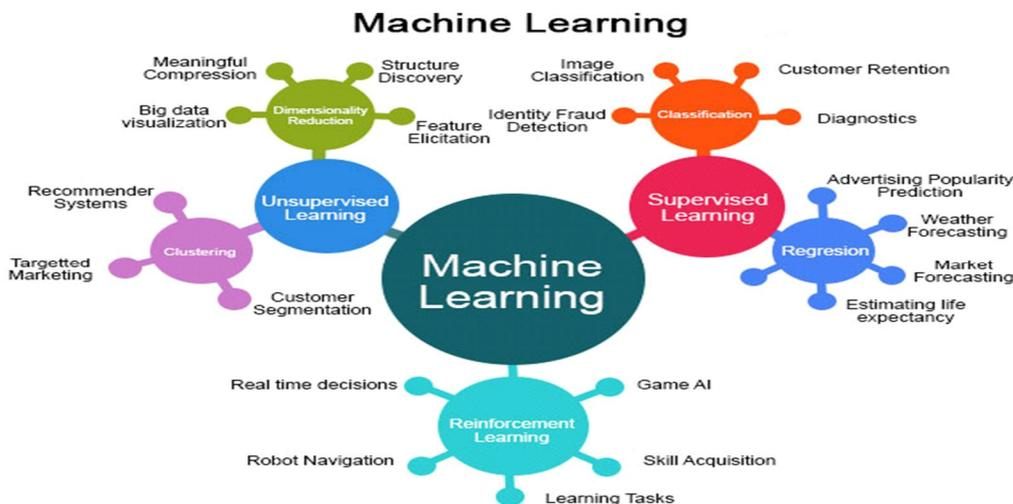 Machine Learning
Meaningful
Compression
Structure
Discovery
Big data
visualization
Dimensionality
Reduction
Feature
Elicitation
Image
Classification
Customer Retention
Identity Fraud
Detection
Classification
Diagnostics
Recommender
Systems
Unsupervised
Learning
Clustering
Targetted
Marketing
Customer
Segmentation
Supervised
Learning
Advertising Popularity
Prediction
Weather
Forecasting
Regresion
Market
Forecasting
Estimating life
expectancy
Machine
Learning
Real time decisions
Game AI
Reinforcement
Learning
Robot Navigation
Skill Acquisition
Learning Tasks